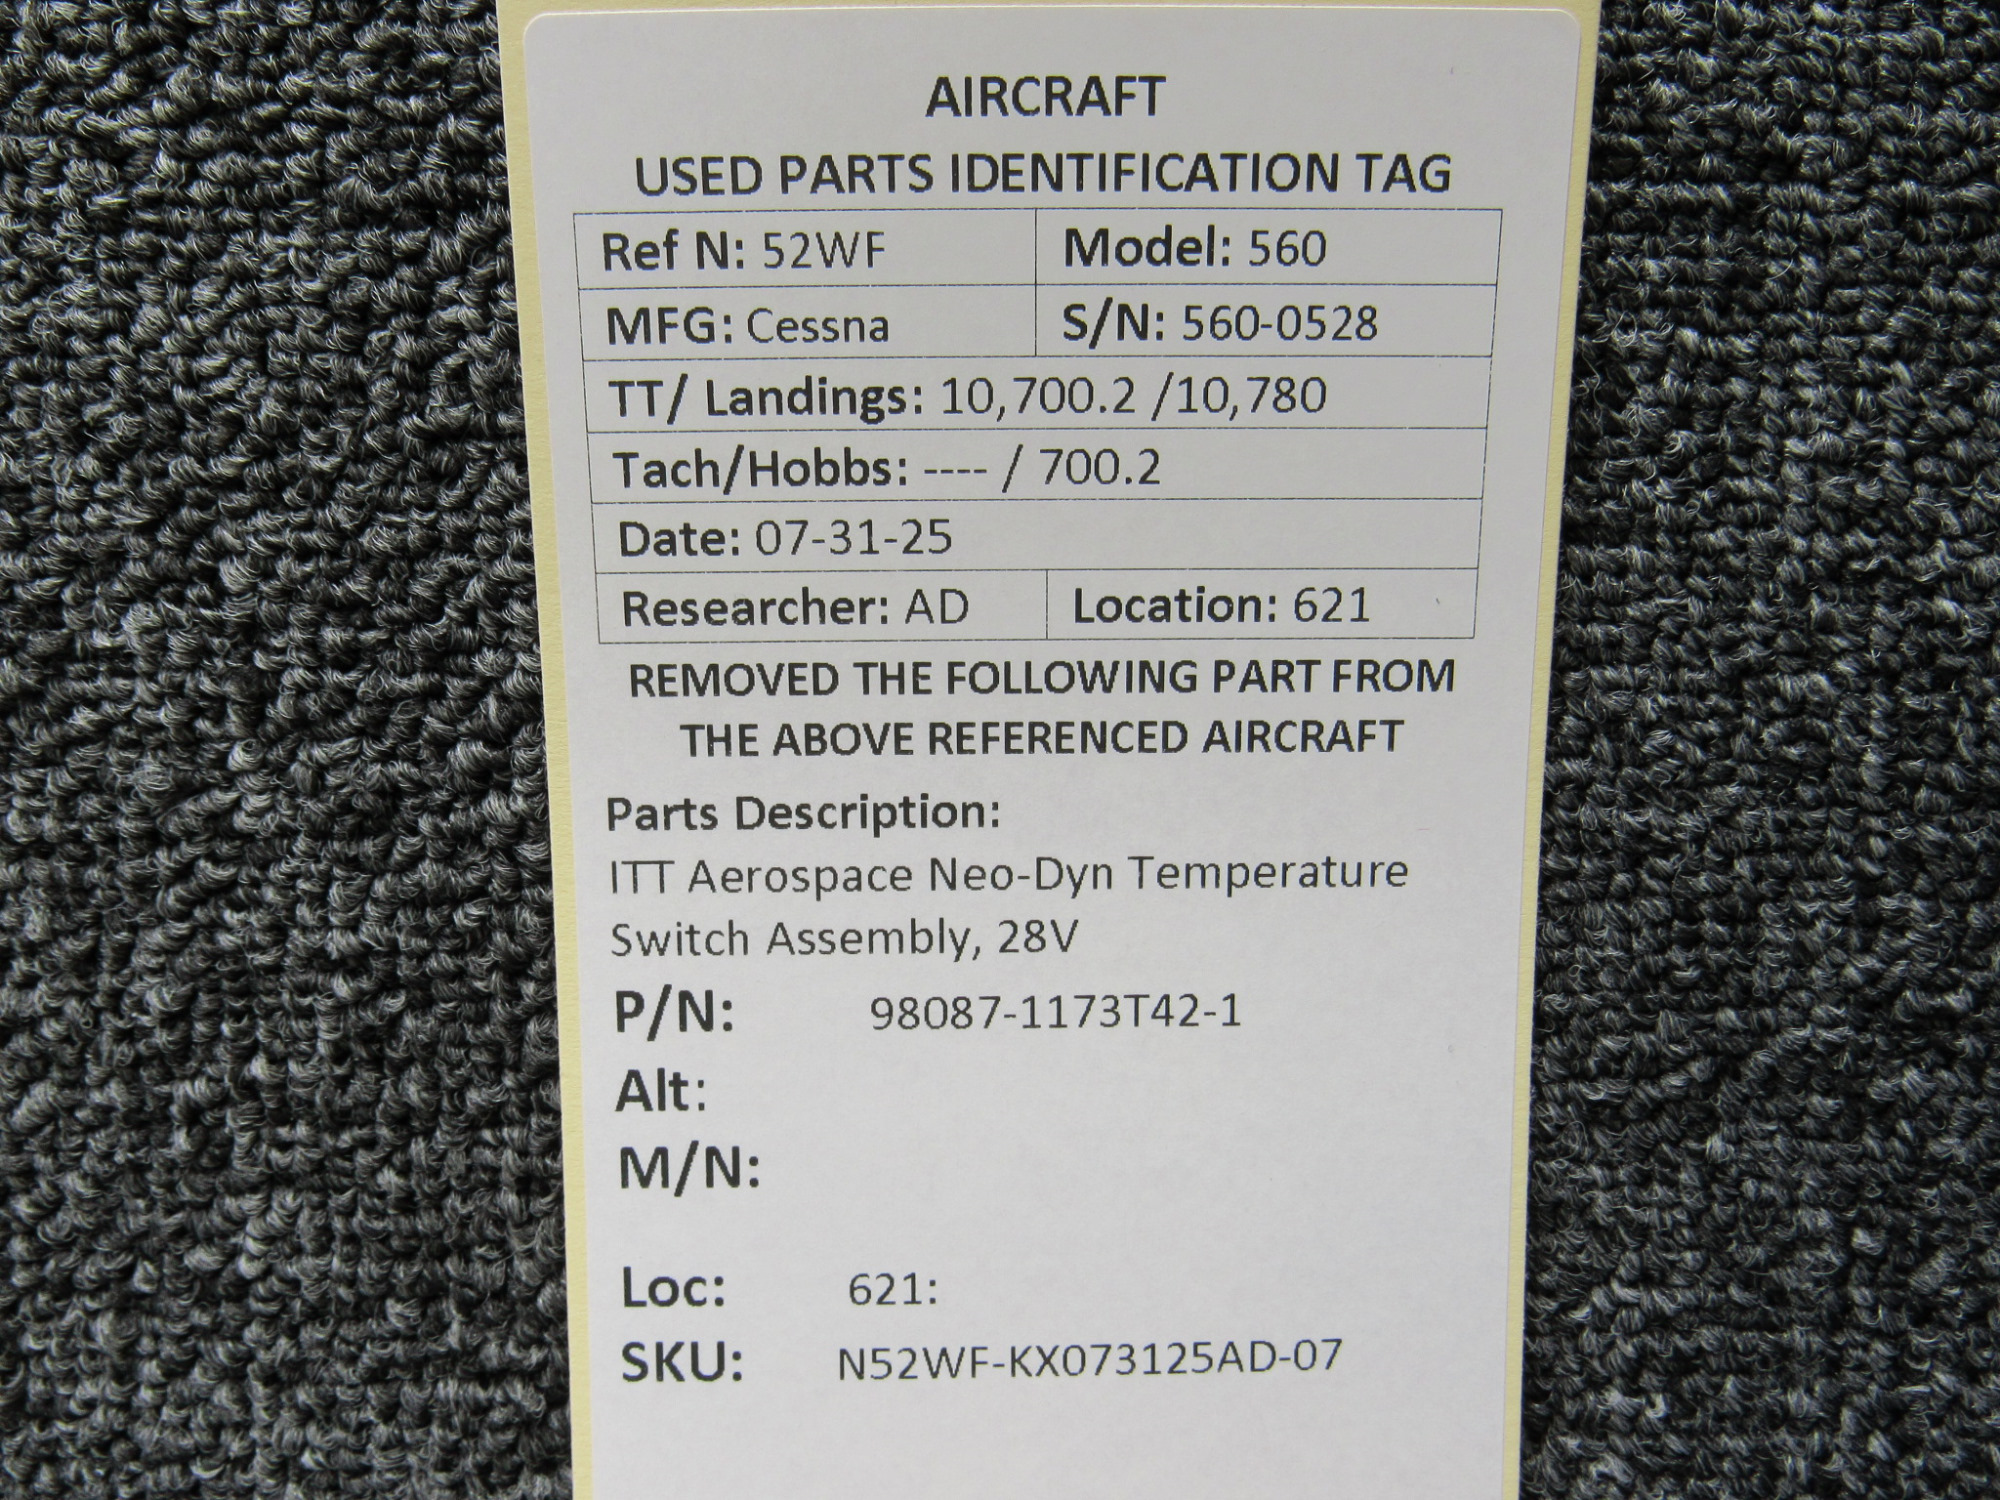 AIRCRAFT
USED PARTS IDENTIFICATION TAG
Ref N: 52WF Model: 560
MFG: Cessna S/N: 560-0528
TT/ Landings: 10,700.2 /10,780
Tach/Hobbs: ---- / 700.2
Date: 07-31-25
Researcher: AD Location: 621
REMOVED THE FOLLOWING PART FROM
THE ABOVE REFERENCED AIRCRAFT
Parts Description:
ITT Aerospace Neo-Dyn Temperature
Switch Assembly, 28V
P/N: 98087-1173T42-1
Alt:
M/N:
Loc: 621:
SKU: N52WF-KX073125AD-07